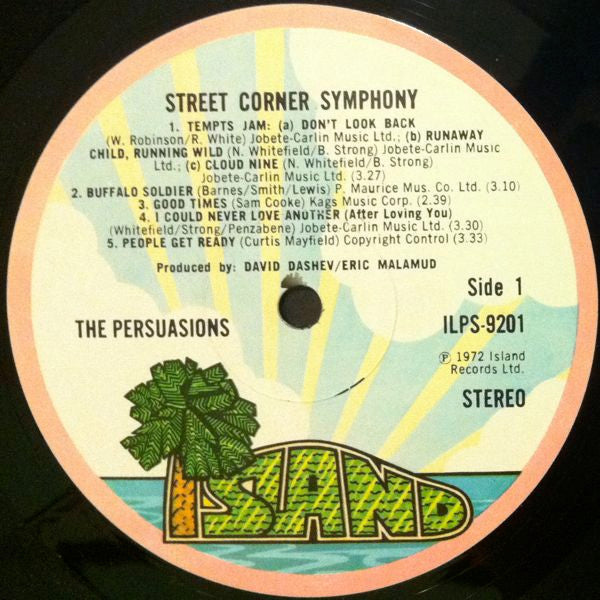 STREET CORNER SYMPHONY
1. TEMPTS JAM: (a) DON'T LOOK BACK
(W. Robinson/R. White) Jobete-Carlin Music Ltd.; (b) RUNAWAY
CHILD, RUNNING WILD (N. Whitefield/B. Strong) Jobete-Carlin Music
Ltd.; (c) CLOUD NINE (N. Whitefield/B. Strong)
Jobete-Carlin Music Ltd. (3.27)
2. BUFFALO SOLDIER (Barnes/Smith/Lewis) P. Maurice Mus. Co. Ltd. (3.10)
3. GOOD TIMES (Sam Cooke) Kags Music Corp. (2.39)
4. I COULD NEVER LOVE ANOTHER (After Loving You)
(Whitefield/Strong/Penzabene) Jobete-Carlin Music Ltd. (3.30)
5. PEOPLE GET READY (Curtis Mayfield) Copyright Control (3.33)
Produced by: DAVID DASHEV/ERIC MALAMUD
Side 1
THE PERSUASIONS
ILPS-9201
℗ 1972 Island
Records Ltd.
STEREO
ISLAND